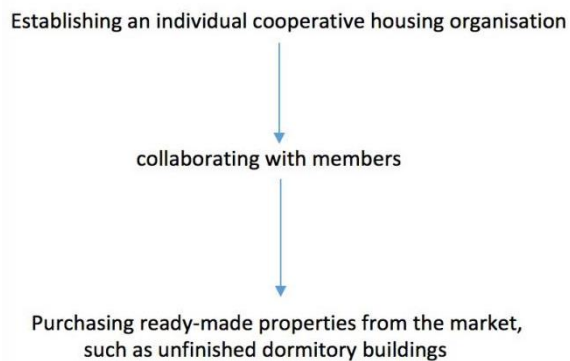 Establishing an individual cooperative housing organisation
collaborating with members
Purchasing ready-made properties from the market,
such as unfinished dormitory buildings